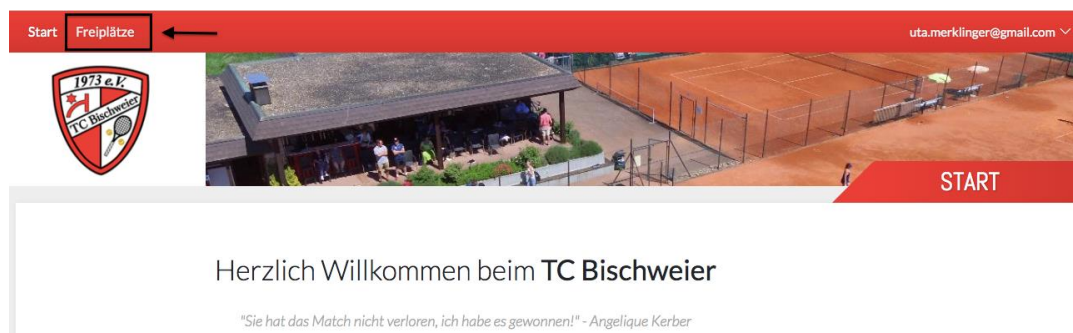 Start Freiplätze
uta.merklinger@gmail.com
1973 e.V.
TC Bischweier
START
Herzlich Willkommen beim TC Bischweier
"Sie hat das Match nicht verloren, ich habe es gewonnen!" - Angelique Kerber